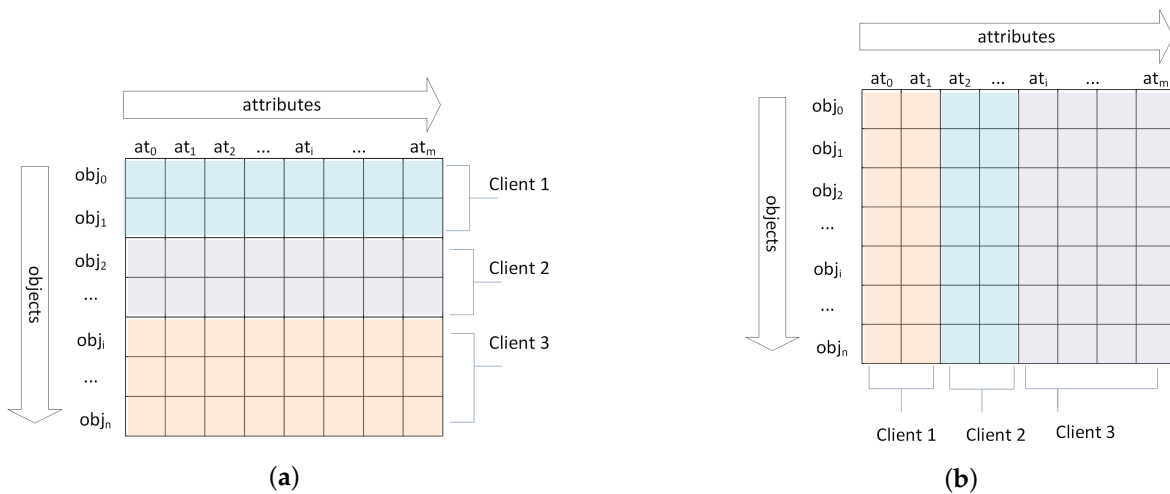 attributes
at0 at1 at2 ... ati ... atm
obj0
obj1
obj2
...
obji
...
objn
objects
Client 1
Client 2
Client 3
(a)
attributes
at0 at1 at2 ... ati ... atm
obj0
obj1
obj2
...
obji
...
objn
objects
Client 1 Client 2 Client 3
(b)